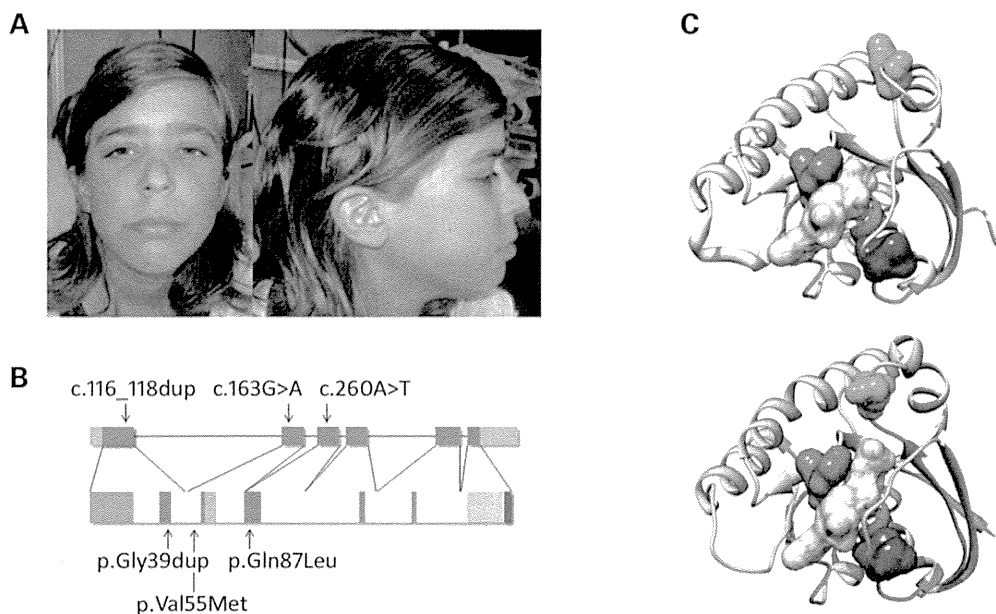 A
C
B
c.116_118dup
c.163G>A
c.260A>T
p.Gly39dup
p.Gln87Leu
p.Val55Met